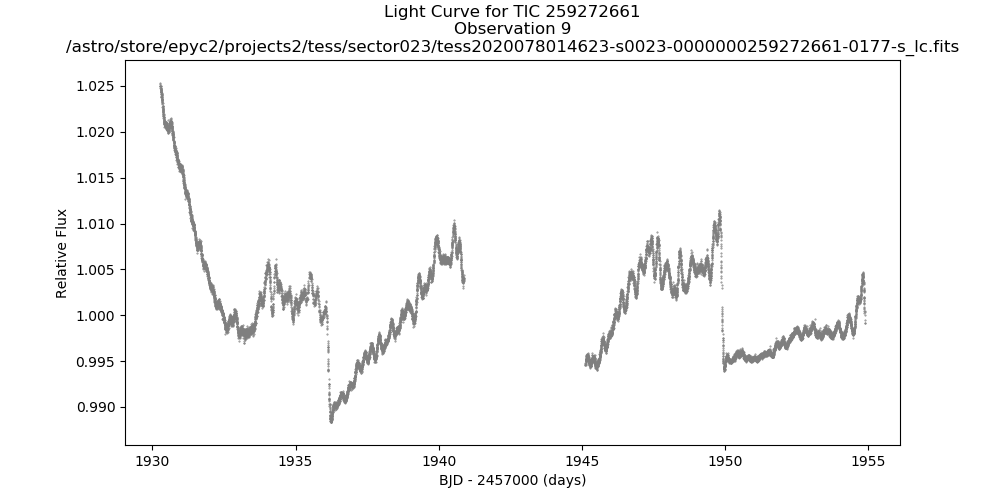 Light Curve for TIC 259272661
Observation 9
/astro/store/epyc2/projects2/tess/sector023/tess2020078014623-s0023-0000000259272661-0177-s_lc.fits
1.025
1.020
1.015
1.010
1.005
1.000
0.995
0.990
Relative Flux
1930
1935
1940
1945
1950
1955
BJD - 2457000 (days)